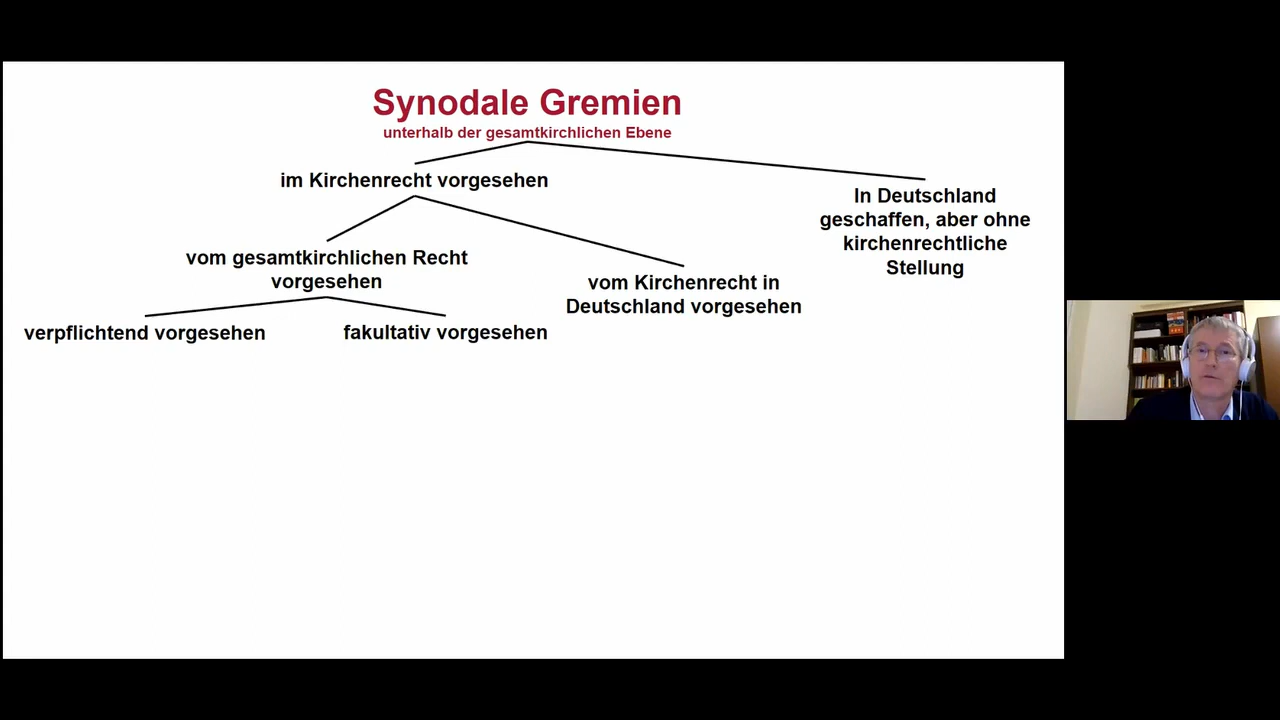 Synodale Gremien
unterhalb der gesamtkirchlichen Ebene
im Kirchenrecht vorgesehen
In Deutschland
geschaffen, aber ohne
kirchenrechtliche
Stellung
vom gesamtkirchlichen Recht
vorgesehen
vom Kirchenrecht in
Deutschland vorgesehen
verpflichtend vorgesehen
fakultativ vorgesehen